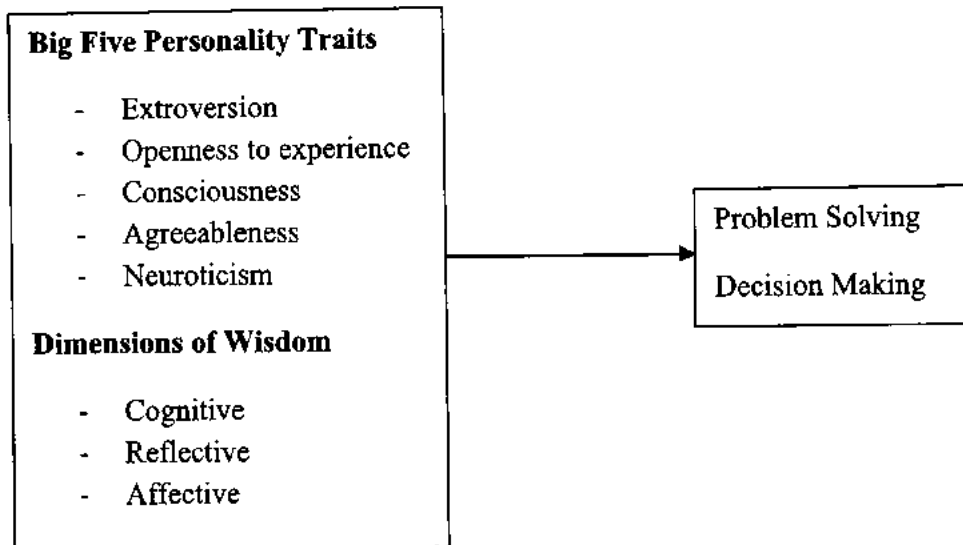 Big Five Personality Traits
- Extroversion
- Openness to experience
- Consciousness
- Agreeableness
- Neuroticism
Dimensions of Wisdom
- Cognitive
- Reflective
- Affective
Problem Solving
Decision Making